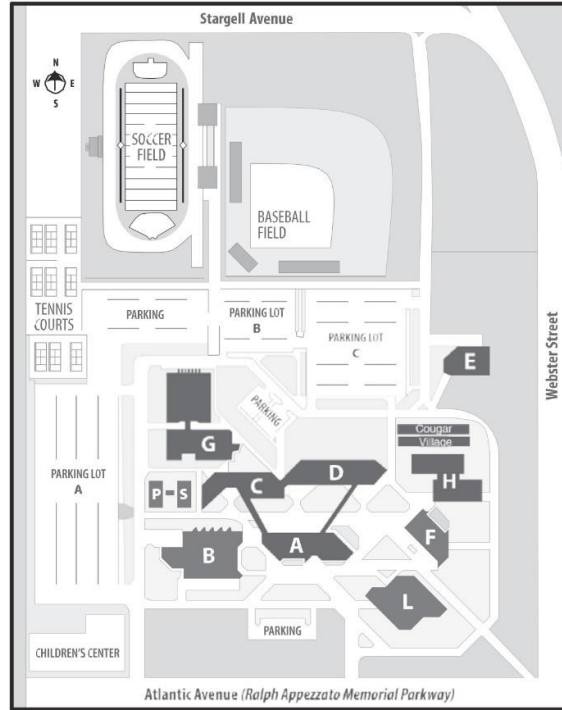 Stargell Avenue
N
W E
S
SOCCER
FIELD
BASEBALL
FIELD
TENNIS
COURTS
PARKING
PARKING LOT
B
PARKING LOT
C
Webster Street
E
PARKING
G
Cougar
Village
H
PARKING LOT
A
P - S
C
D
F
B
A
L
PARKING
CHILDREN'S CENTER
Atlantic Avenue (Ralph Appezzato Memorial Parkway)